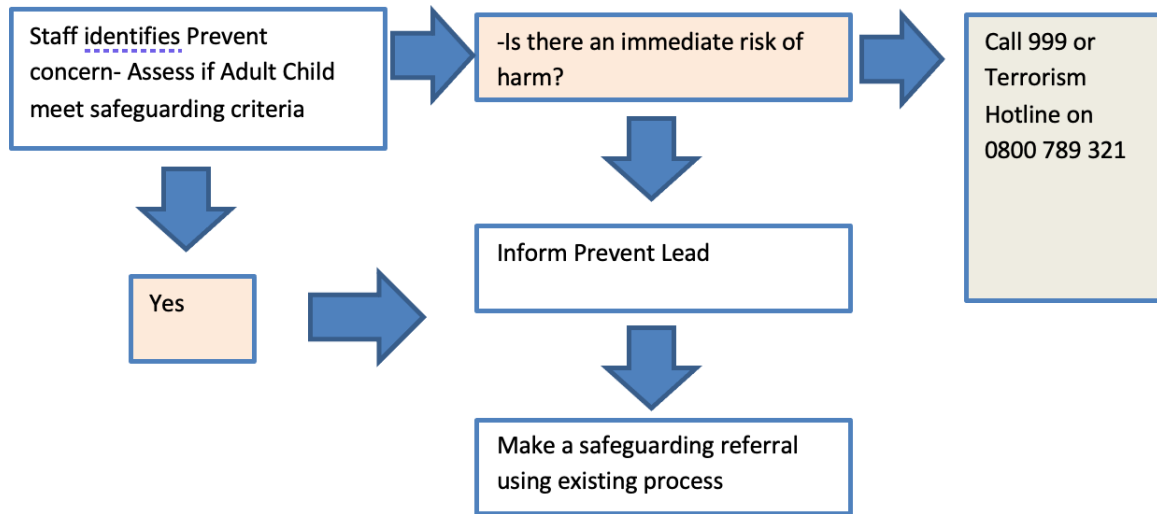 Staff identifies Prevent
concern- Assess if Adult Child
meet safeguarding criteria
-Is there an immediate risk of
harm?
Call 999 or
Terrorism
Hotline on
0800 789 321
Yes
Inform Prevent Lead
Make a safeguarding referral
using existing process